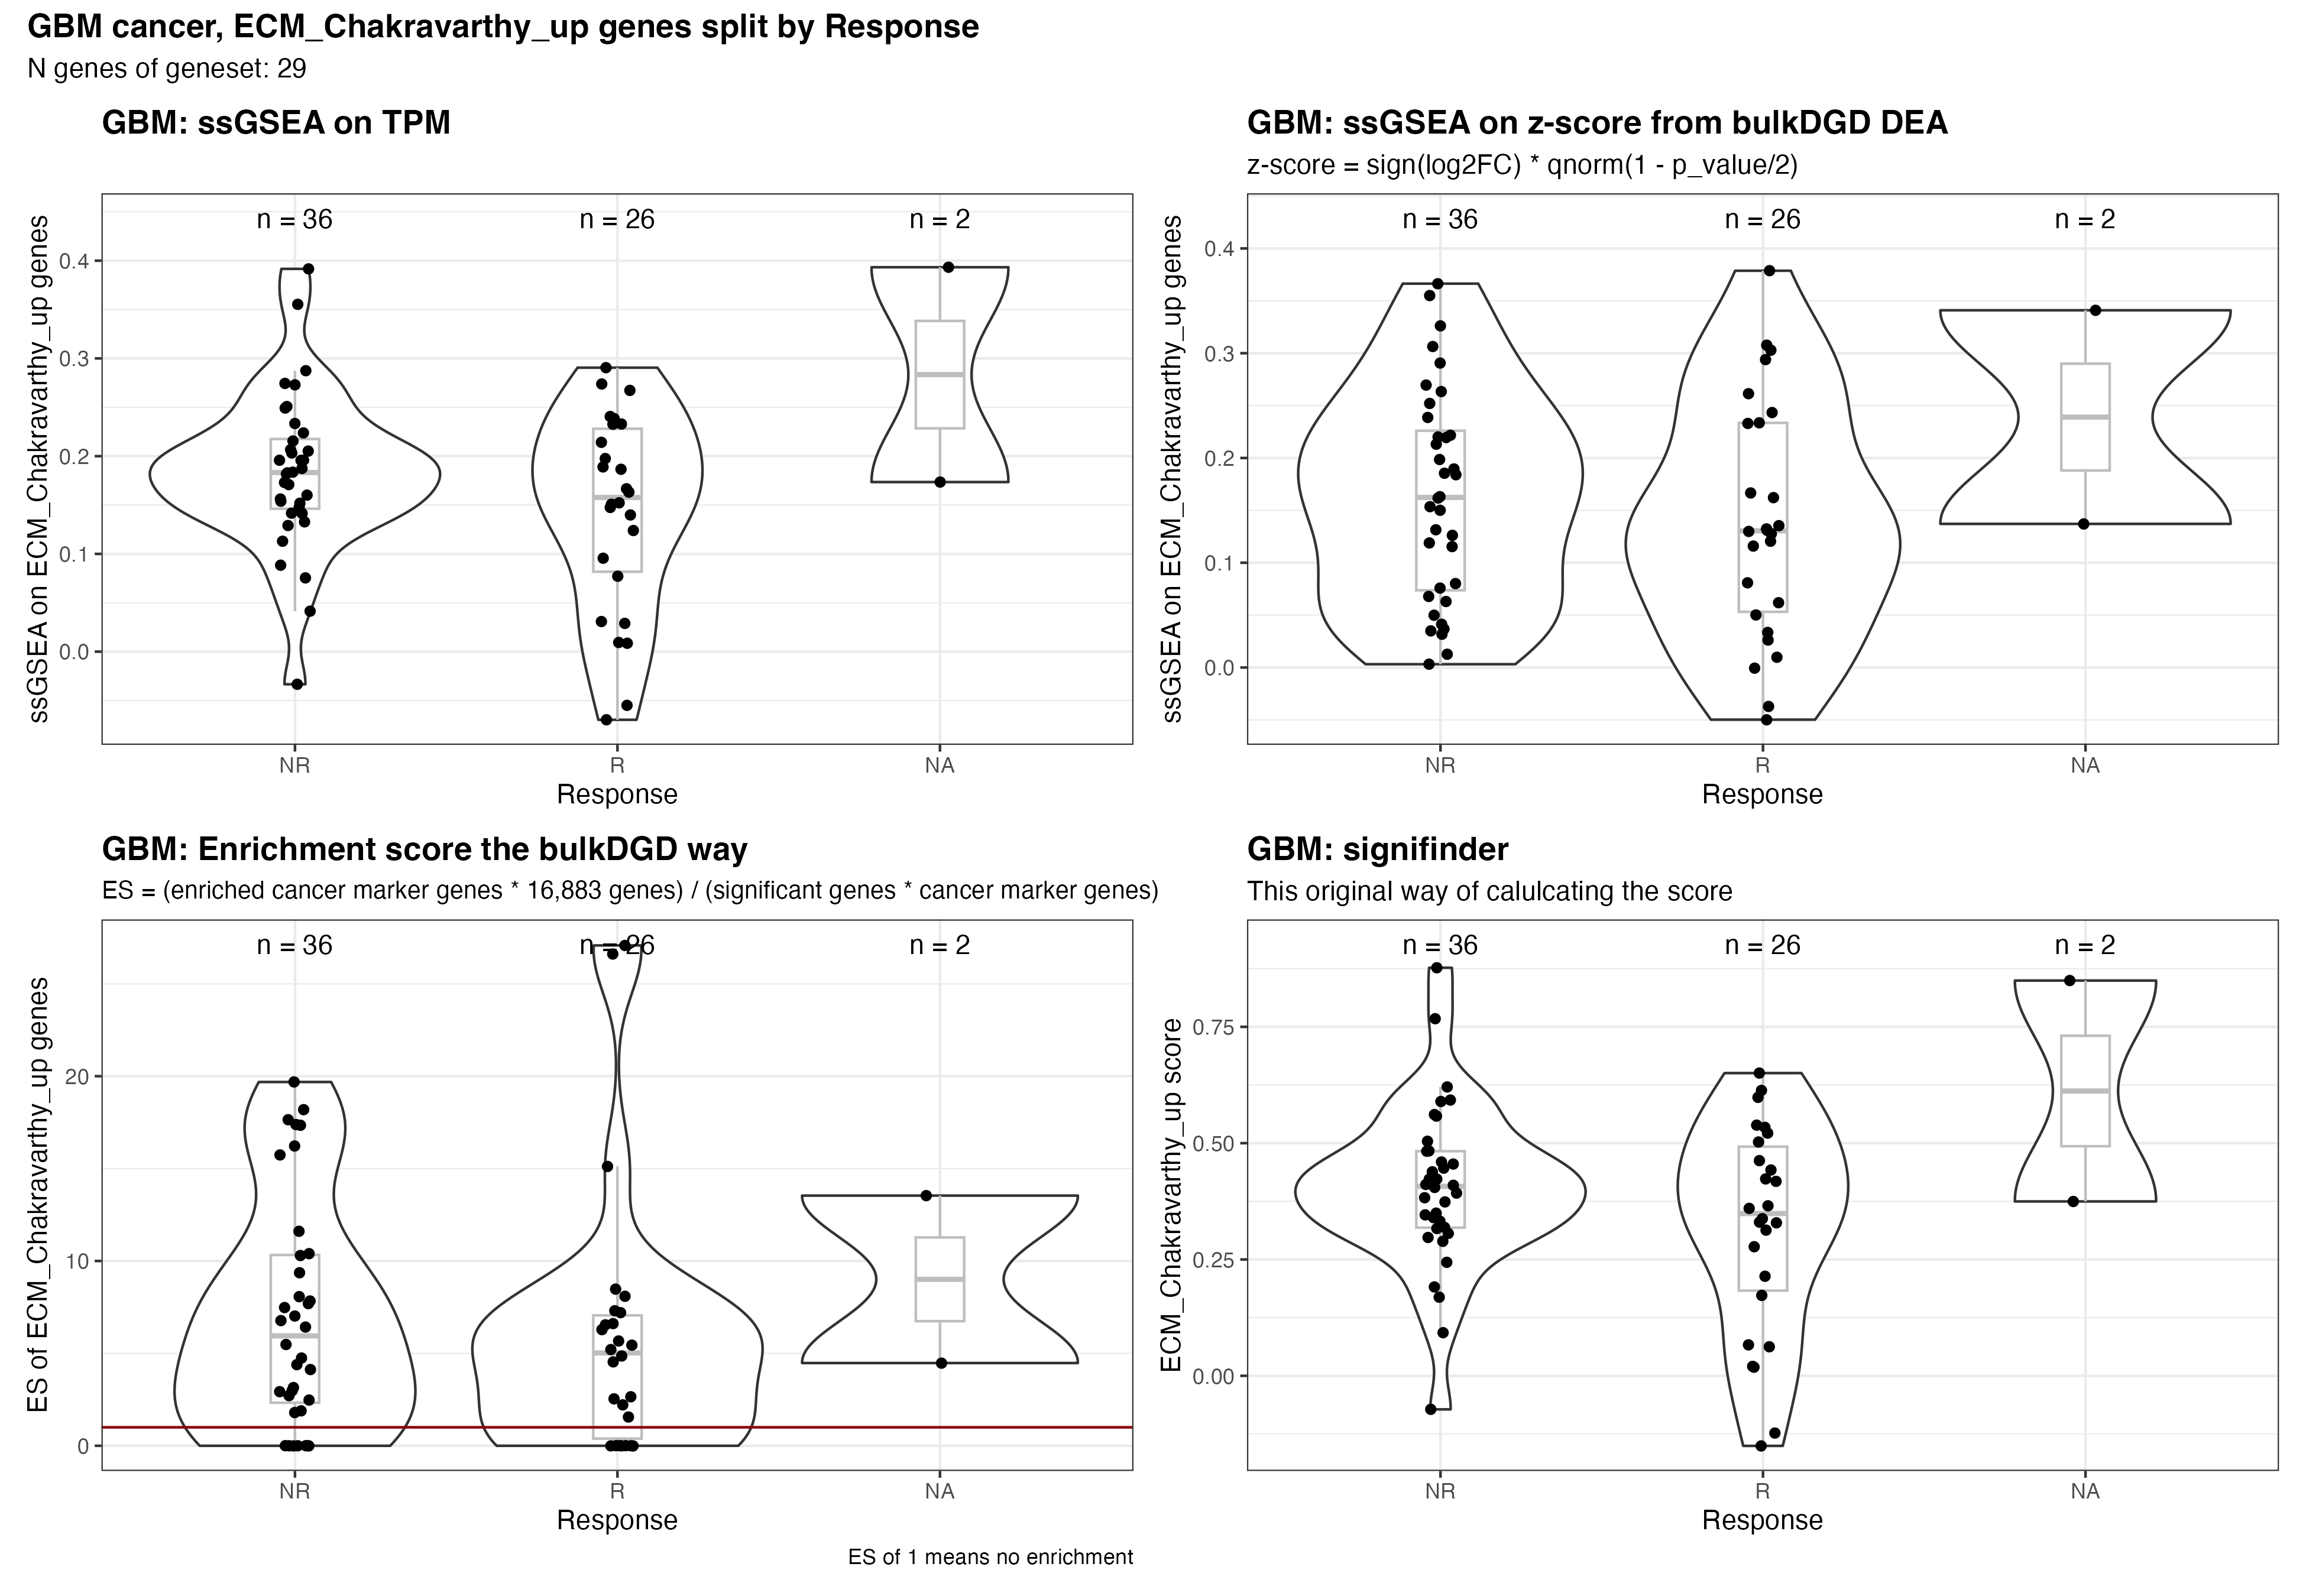 GBM cancer, ECM_Chakravarthy_up genes split by Response
N genes of geneset: 29
GBM: ssGSEA on TPM
ssGSEA on ECM_Chakravarthy_up genes
0.4
0.3
0.2
0.1
0.0
n = 36
n = 26
n = 2
NR
R
NA
Response
GBM: ssGSEA on z-score from bulkDGD DEA
z-score = sign(log2FC) * qnorm(1 - p_value/2)
ssGSEA on ECM_Chakravarthy_up genes
0.4
0.3
0.2
0.1
0.0
n = 36
n = 26
n = 2
NR
R
NA
Response
GBM: Enrichment score the bulkDGD way
ES = (enriched cancer marker genes * 16,883 genes) / (significant genes * cancer marker genes)
ES of ECM_Chakravarthy_up genes
20
10
0
n = 36
n = 26
n = 2
NR
R
NA
Response
ES of 1 means no enrichment
GBM: signifinder
This original way of calulcating the score
ECM_Chakravarthy_up score
0.75
0.50
0.25
0.00
n = 36
n = 26
n = 2
NR
R
NA
Response